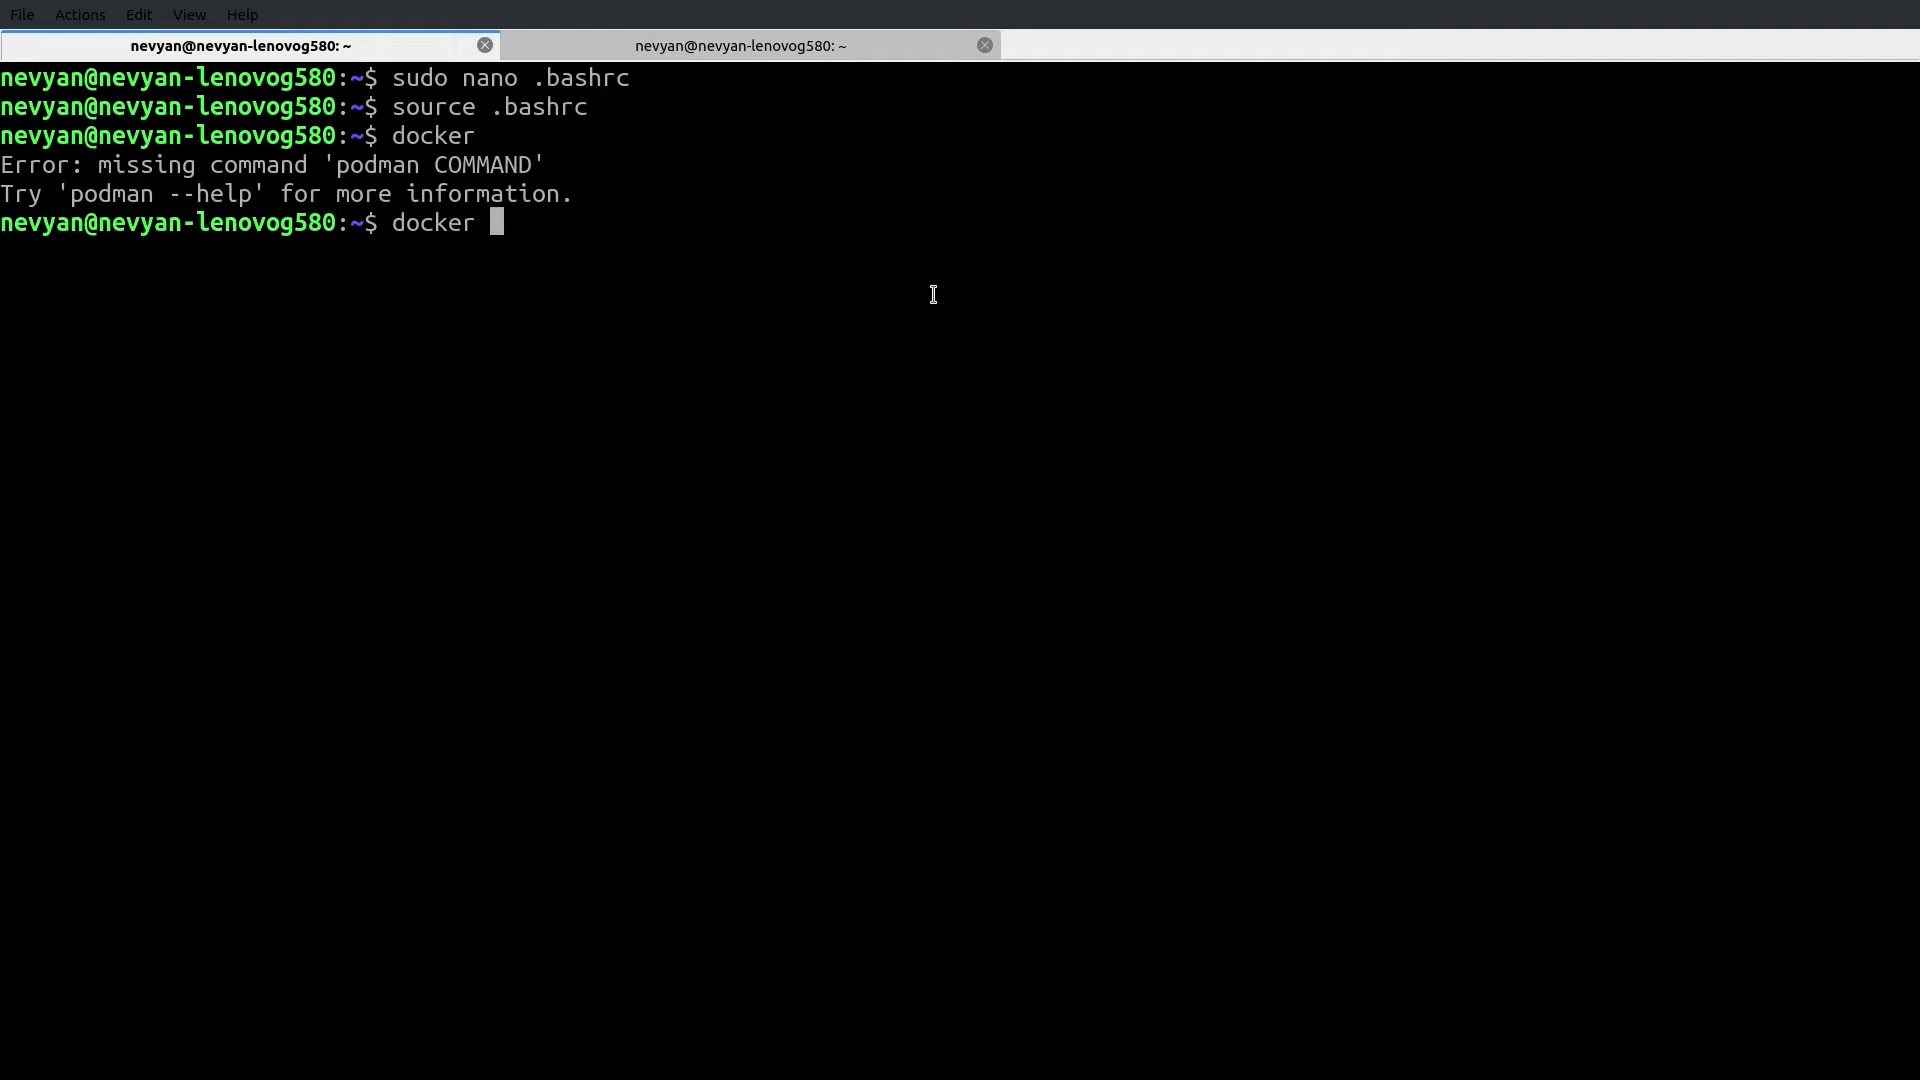 File Actions Edit View Help
nevyan@nevyan-lenovog580: ~ nevyan@nevyan-lenovog580: ~
nevyan@nevyan-lenovog580:~$ sudo nano .bashrc
nevyan@nevyan-lenovog580:~$ source .bashrc
nevyan@nevyan-lenovog580:~$ docker
Error: missing command 'podman COMMAND'
Try 'podman --help' for more information.
nevyan@nevyan-lenovog580:~$ docker